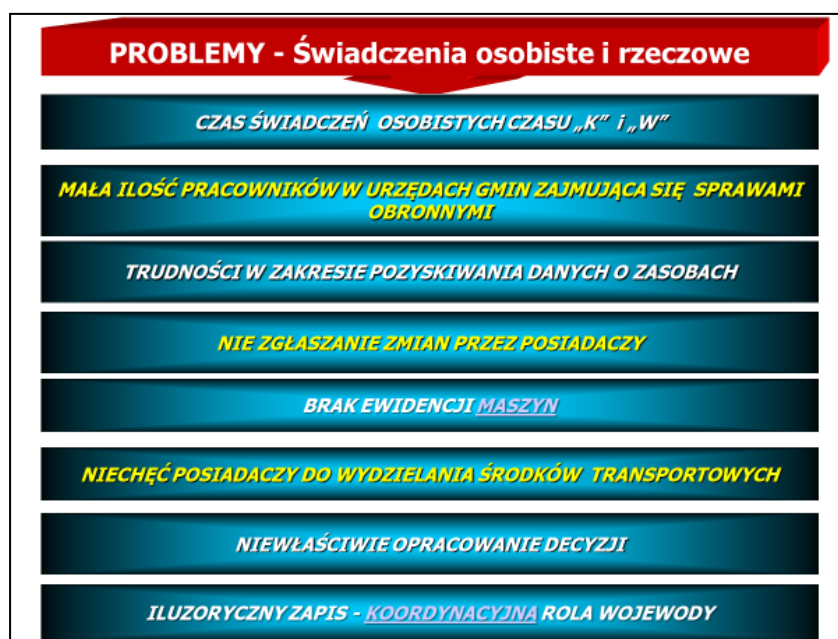 PROBLEMY - Świadczenia osobiste i rzeczowe
CZAS ŚWIADCZEŃ OSOBISTYCH CZASU „K” i „W”
MAŁA ILOŚĆ PRACOWNIKÓW W URZĘDACH GMIN ZAJMUJĄCA SIĘ SPRAWAMI
OBRONNYMI
TRUDNOŚCI W ZAKRESIE POZYSKIWANIA DANYCH O ZASOBACH
NIE ZGŁASZANIE ZMIAN PRZEZ POSIADACZY
BRAK EWIDENCJI MASZYN
NIECHĘĆ POSIADACZY DO WYDZIELANIA ŚRODKÓW TRANSPORTOWYCH
NIEWŁAŚCIWIE OPRACOWANIE DECYZJI
ILUZORYCZNY ZAPIS - KOORDYNACYJNA ROLA WOJEWODY